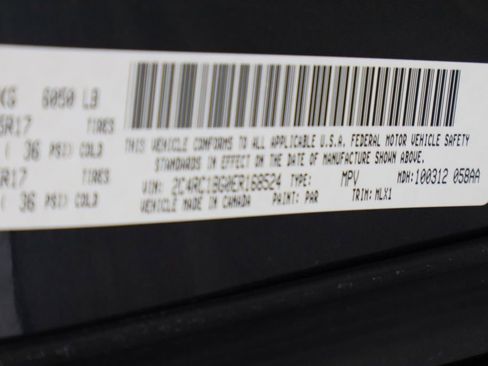 KG 6050 LB
5R17 TIRES
( 36 PSI) COLD
5R17 TIRES
( 36 PSI) COLD
THIS VEHICLE CONFORMS TO ALL APPLICABLE U.S.A. FEDERAL MOTOR VEHICLE SAFETY
STANDARDS IN EFFECT ON THE DATE OF MANUFACTURE SHOWN ABOVE.
VIN: 2C4RC1BG0ER168524 TYPE: MPV MDH: 100312 058AA
VEHICLE MADE IN CANADA PAINT: PAR TRIM: MLX1